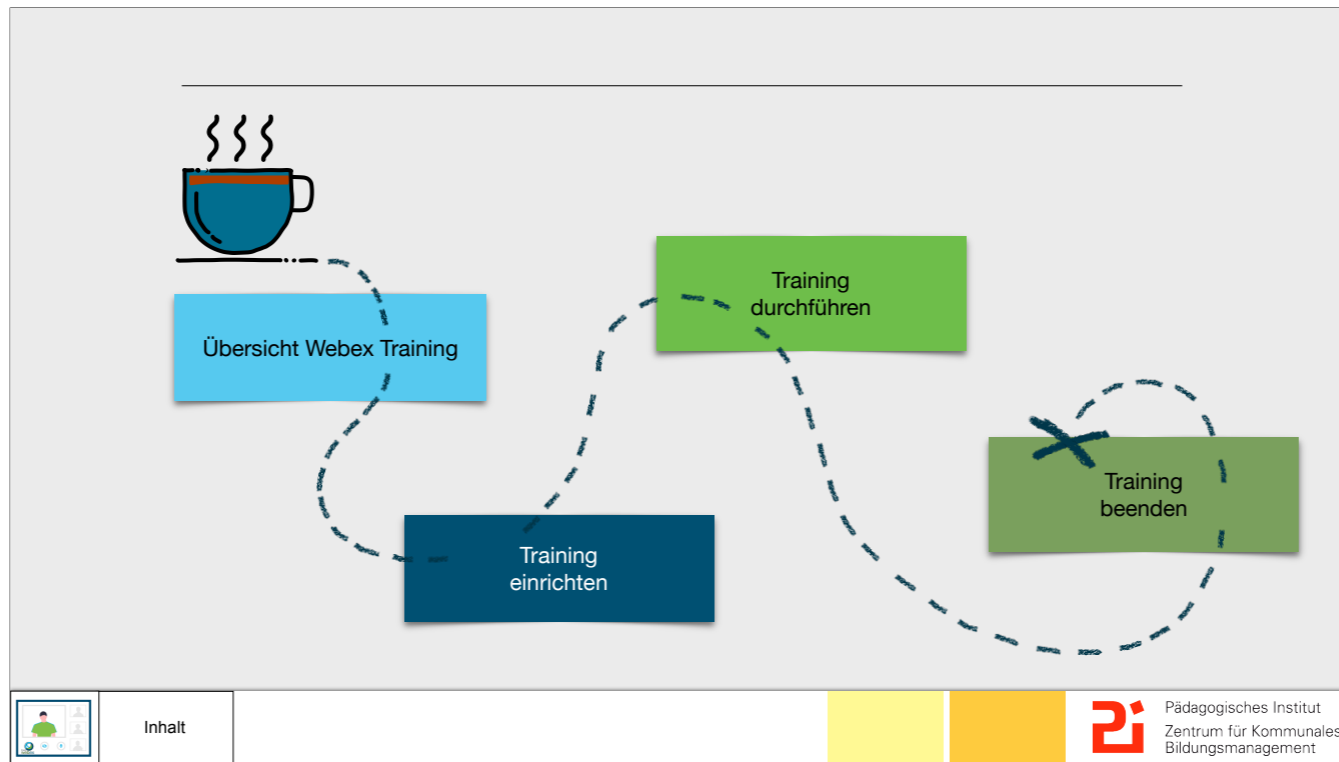 Übersicht Webex Training
Training
einrichten
Training
durchführen
Training
beenden
Inhalt
Pädagogisches Institut
Zentrum für Kommunales
Bildungsmanagement